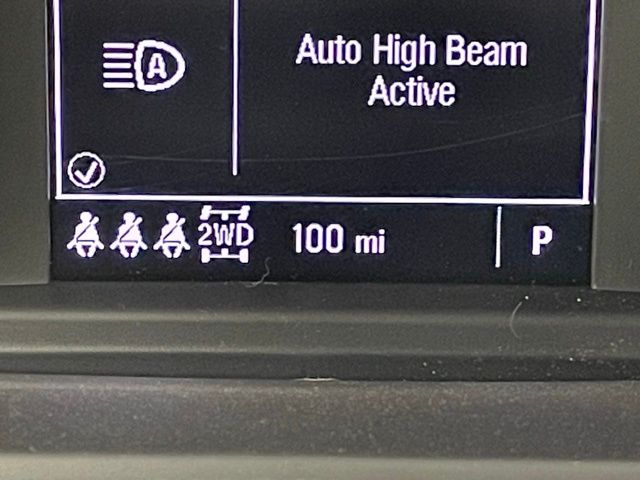 A
Auto High Beam
Active
2WD 100 mi P